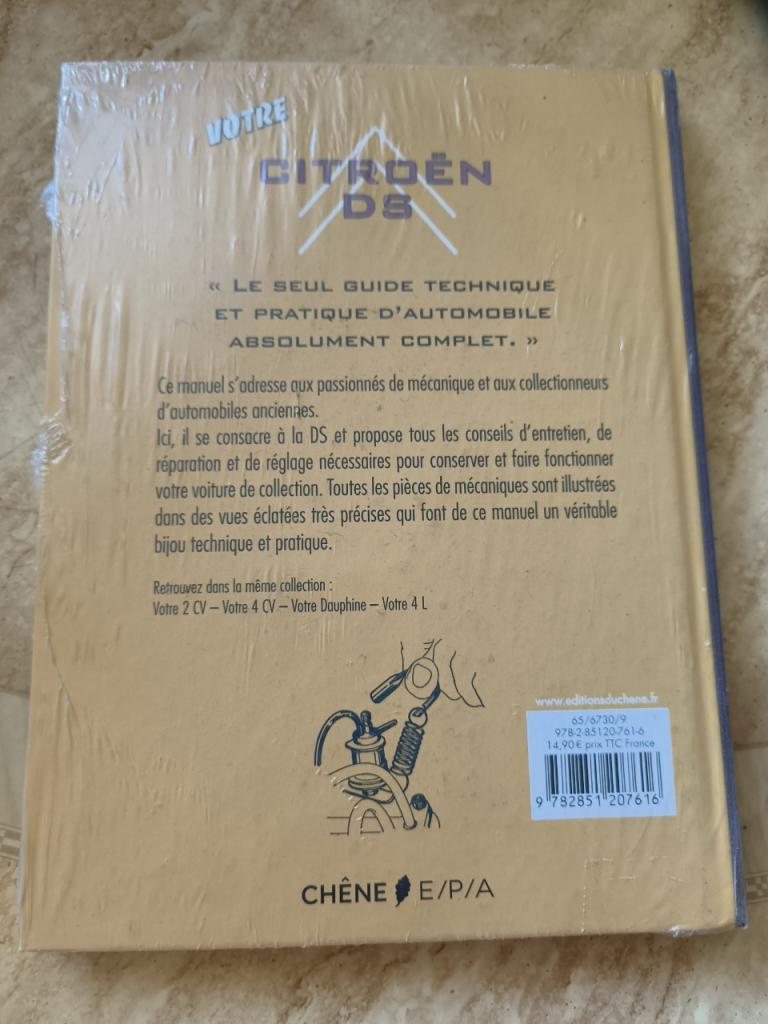 VOTRE
CITROËN
DS
« LE SEUL GUIDE TECHNIQUE
ET PRATIQUE D'AUTOMOBILE
ABSOLUMENT COMPLET. »
Ce manuel s'adresse aux passionnés de mécanique et aux collectionneurs
d'automobiles anciennes.
Ici, il se consacre à la DS et propose tous les conseils d'entretien, de
réparation et de réglage nécessaires pour conserver et faire fonctionner
votre voiture de collection. Toutes les pièces de mécaniques sont illustrées
dans des vues éclatées très précises qui font de ce manuel un véritable
bijou technique et pratique.
Retrouvez dans la même collection :
Votre 2 CV – Votre 4 CV – Votre Dauphine – Votre 4 L
www.editionsduchene.fr
65/6730/9
978-2-85120-761-6
14,90 € prix TTC France
9 782851 207616
CHÊNE E/P/A